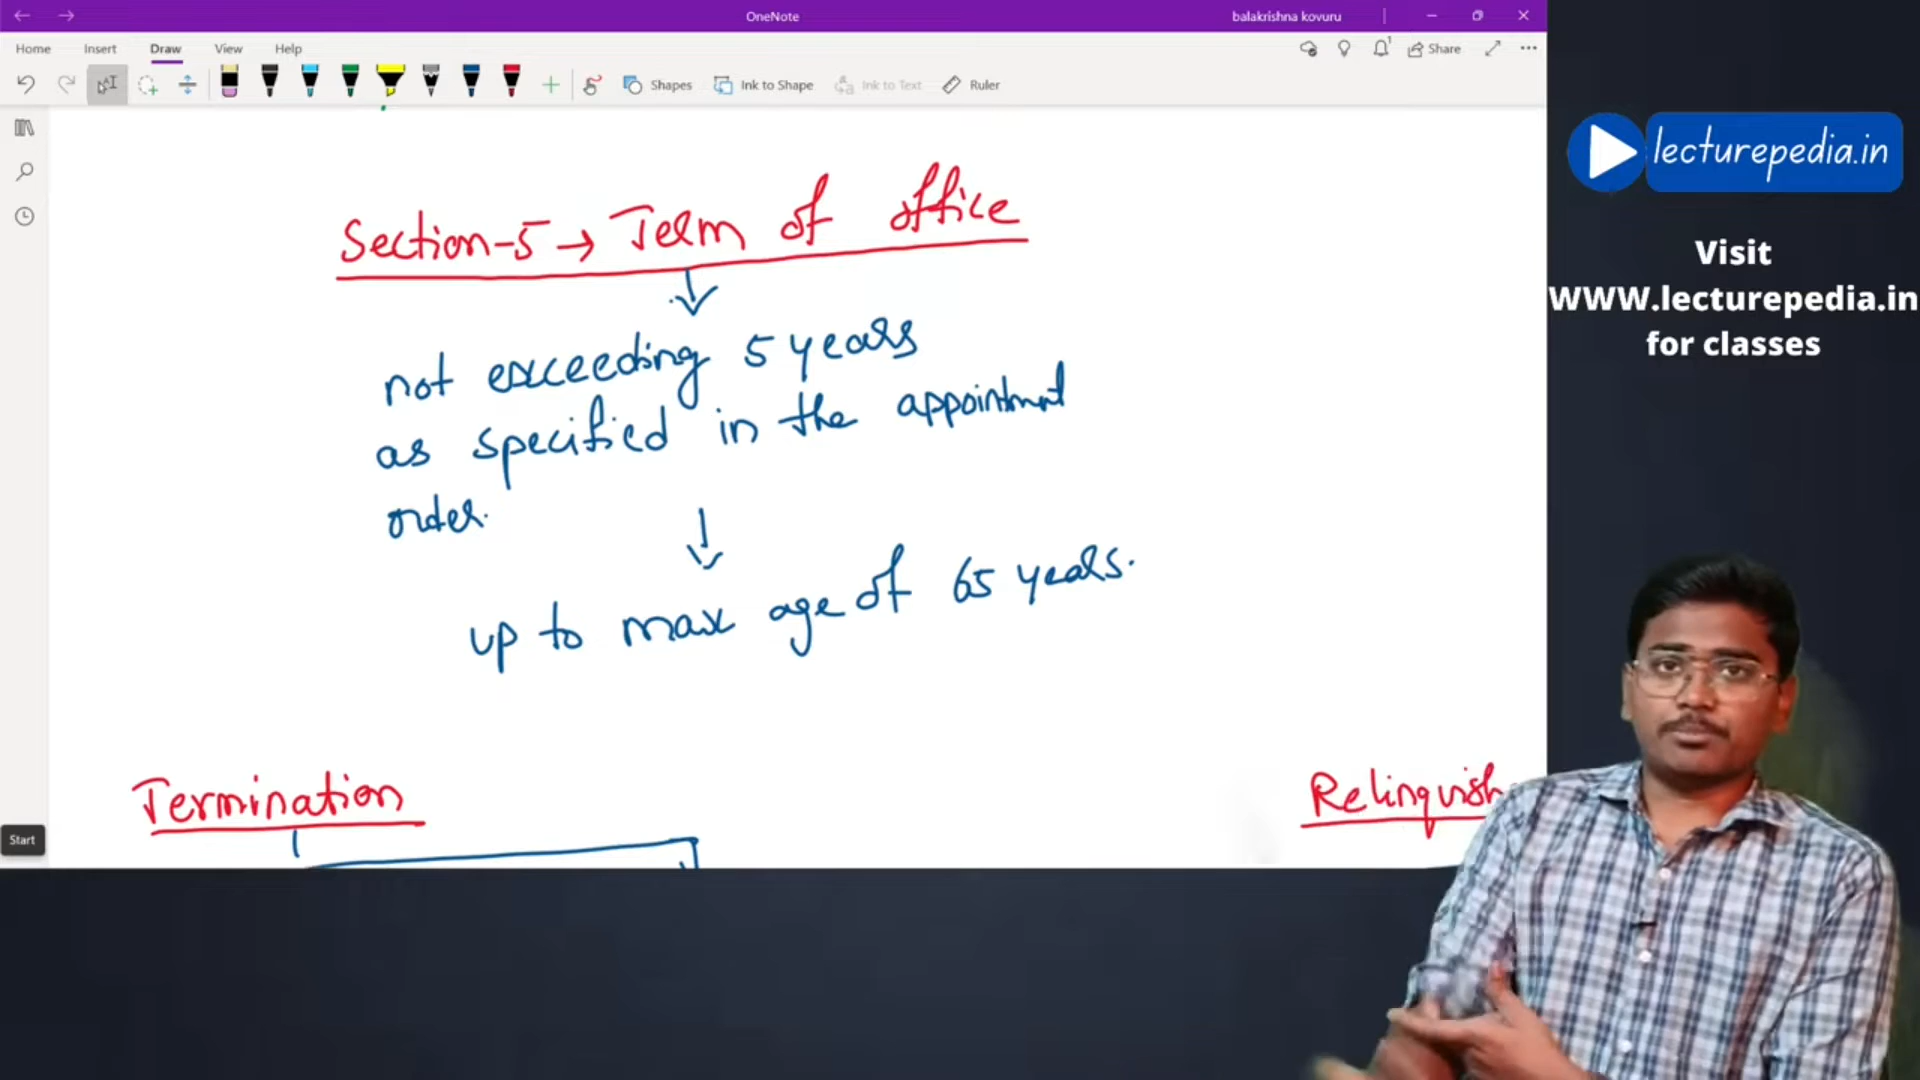 OneNote
balakrishna kovuru
Home Insert Draw View Help
1
Share
Shapes
Ink to Shape
Ink to Text
Ruler
lecturepedia.in
Visit
WWW.lecturepedia.in
for classes
Section-5 → Term of office
not exceeding 5 years
as specified in the appointment
order.
up to max age of 65 years.
Termination
Relinquish
Start